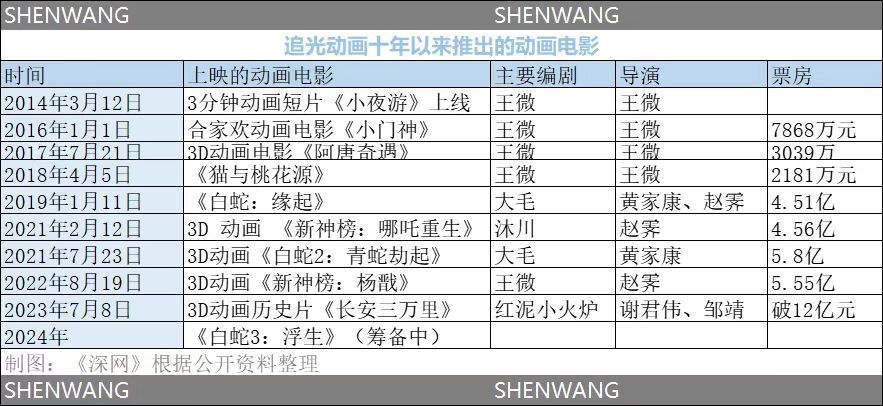 SHENWANG SHENWANG
追光动画十年以来推出的动画电影
时间 上映的动画电影 主要编剧 导演 票房
2014年3月12日 3分钟动画短片《小夜游》上线 王微 王微
2016年1月1日 合家欢动画电影《小门神》 王微 王微 7868万元
2017年7月21日 3D动画电影《阿唐奇遇》 王微 王微 3039万
2018年4月5日 《猫与桃花源》 王微 王微 2181万元
2019年1月11日 《白蛇：缘起》 大毛 黄家康、赵霁 4.51亿
2021年2月12日 3D 动画 《新神榜：哪吒重生》 沐川 赵霁 4.56亿
2021年7月23日 3D动画《白蛇2：青蛇劫起》 大毛 黄家康 5.8亿
2022年8月19日 3D动画《新神榜：杨戬》 王微 赵霁 5.55亿
2023年7月8日 3D动画历史片《长安三万里》 红泥小火炉 谢君伟、邹靖 破12亿元
2024年 《白蛇3：浮生》（筹备中）
制图：《深网》根据公开资料整理
SHENWANG SHENWANG